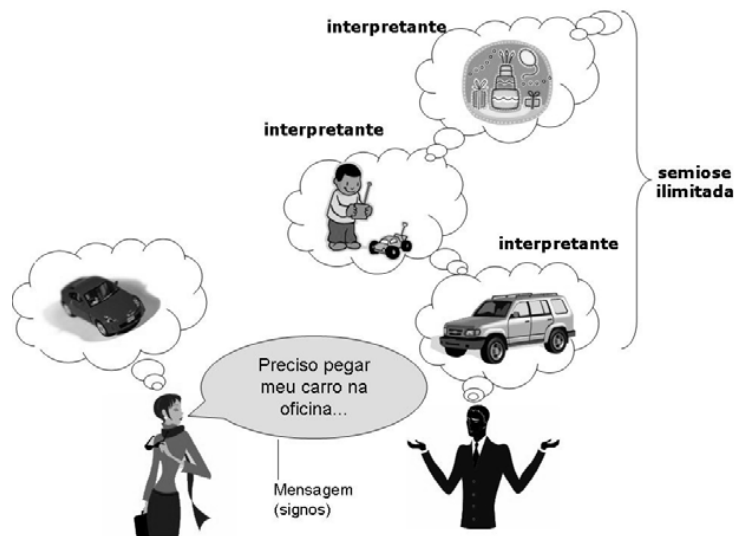 interpretante
interpretante
interpretante
semiose
ilimitada
Preciso pegar
meu carro na
oficina...
Mensagem
(signos)